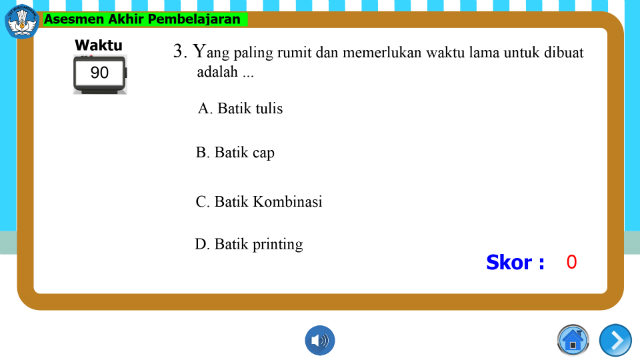 Asesmen Akhir Pembelajaran
Waktu
90
3. Yang paling rumit dan memerlukan waktu lama untuk dibuat
adalah ...
A. Batik tulis
B. Batik cap
C. Batik Kombinasi
D. Batik printing
Skor : 0